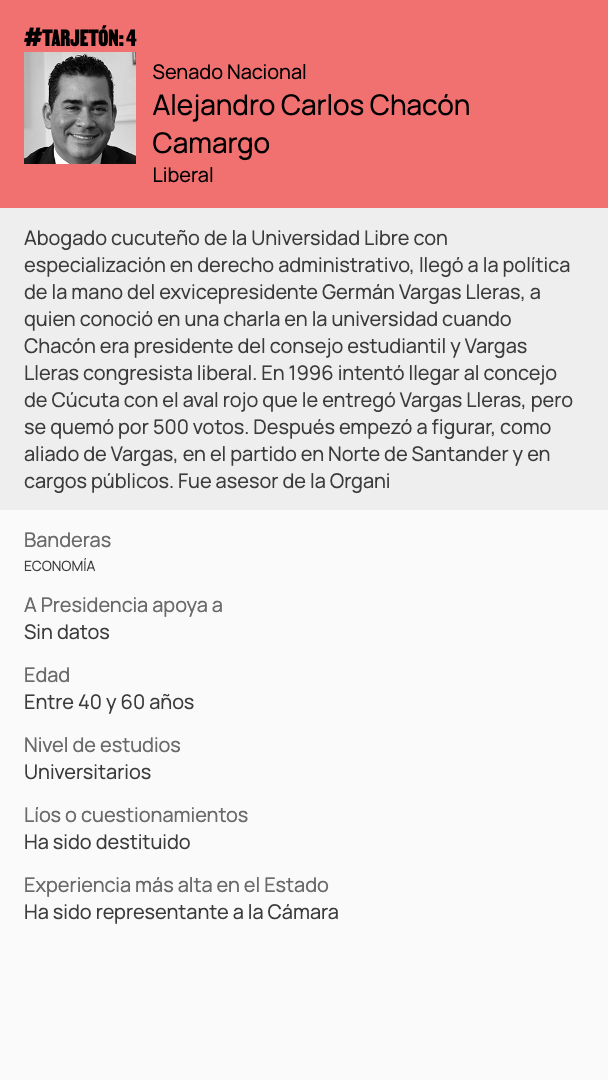 #TARJETÓN: 4
Senado Nacional
Alejandro Carlos Chacón
Camargo
Liberal
Abogado cucuteño de la Universidad Libre con
especialización en derecho administrativo, llegó a la política
de la mano del exvicepresidente Germán Vargas Lleras, a
quien conoció en una charla en la universidad cuando
Chacón era presidente del consejo estudiantil y Vargas
Lleras congresista liberal. En 1996 intentó llegar al concejo
de Cúcuta con el aval rojo que le entregó Vargas Lleras, pero
se quemó por 500 votos. Después empezó a figurar, como
aliado de Vargas, en el partido en Norte de Santander y en
cargos públicos. Fue asesor de la Organi
Banderas
ECONOMÍA
A Presidencia apoya a
Sin datos
Edad
Entre 40 y 60 años
Nivel de estudios
Universitarios
Líos o cuestionamientos
Ha sido destituido
Experiencia más alta en el Estado
Ha sido representante a la Cámara